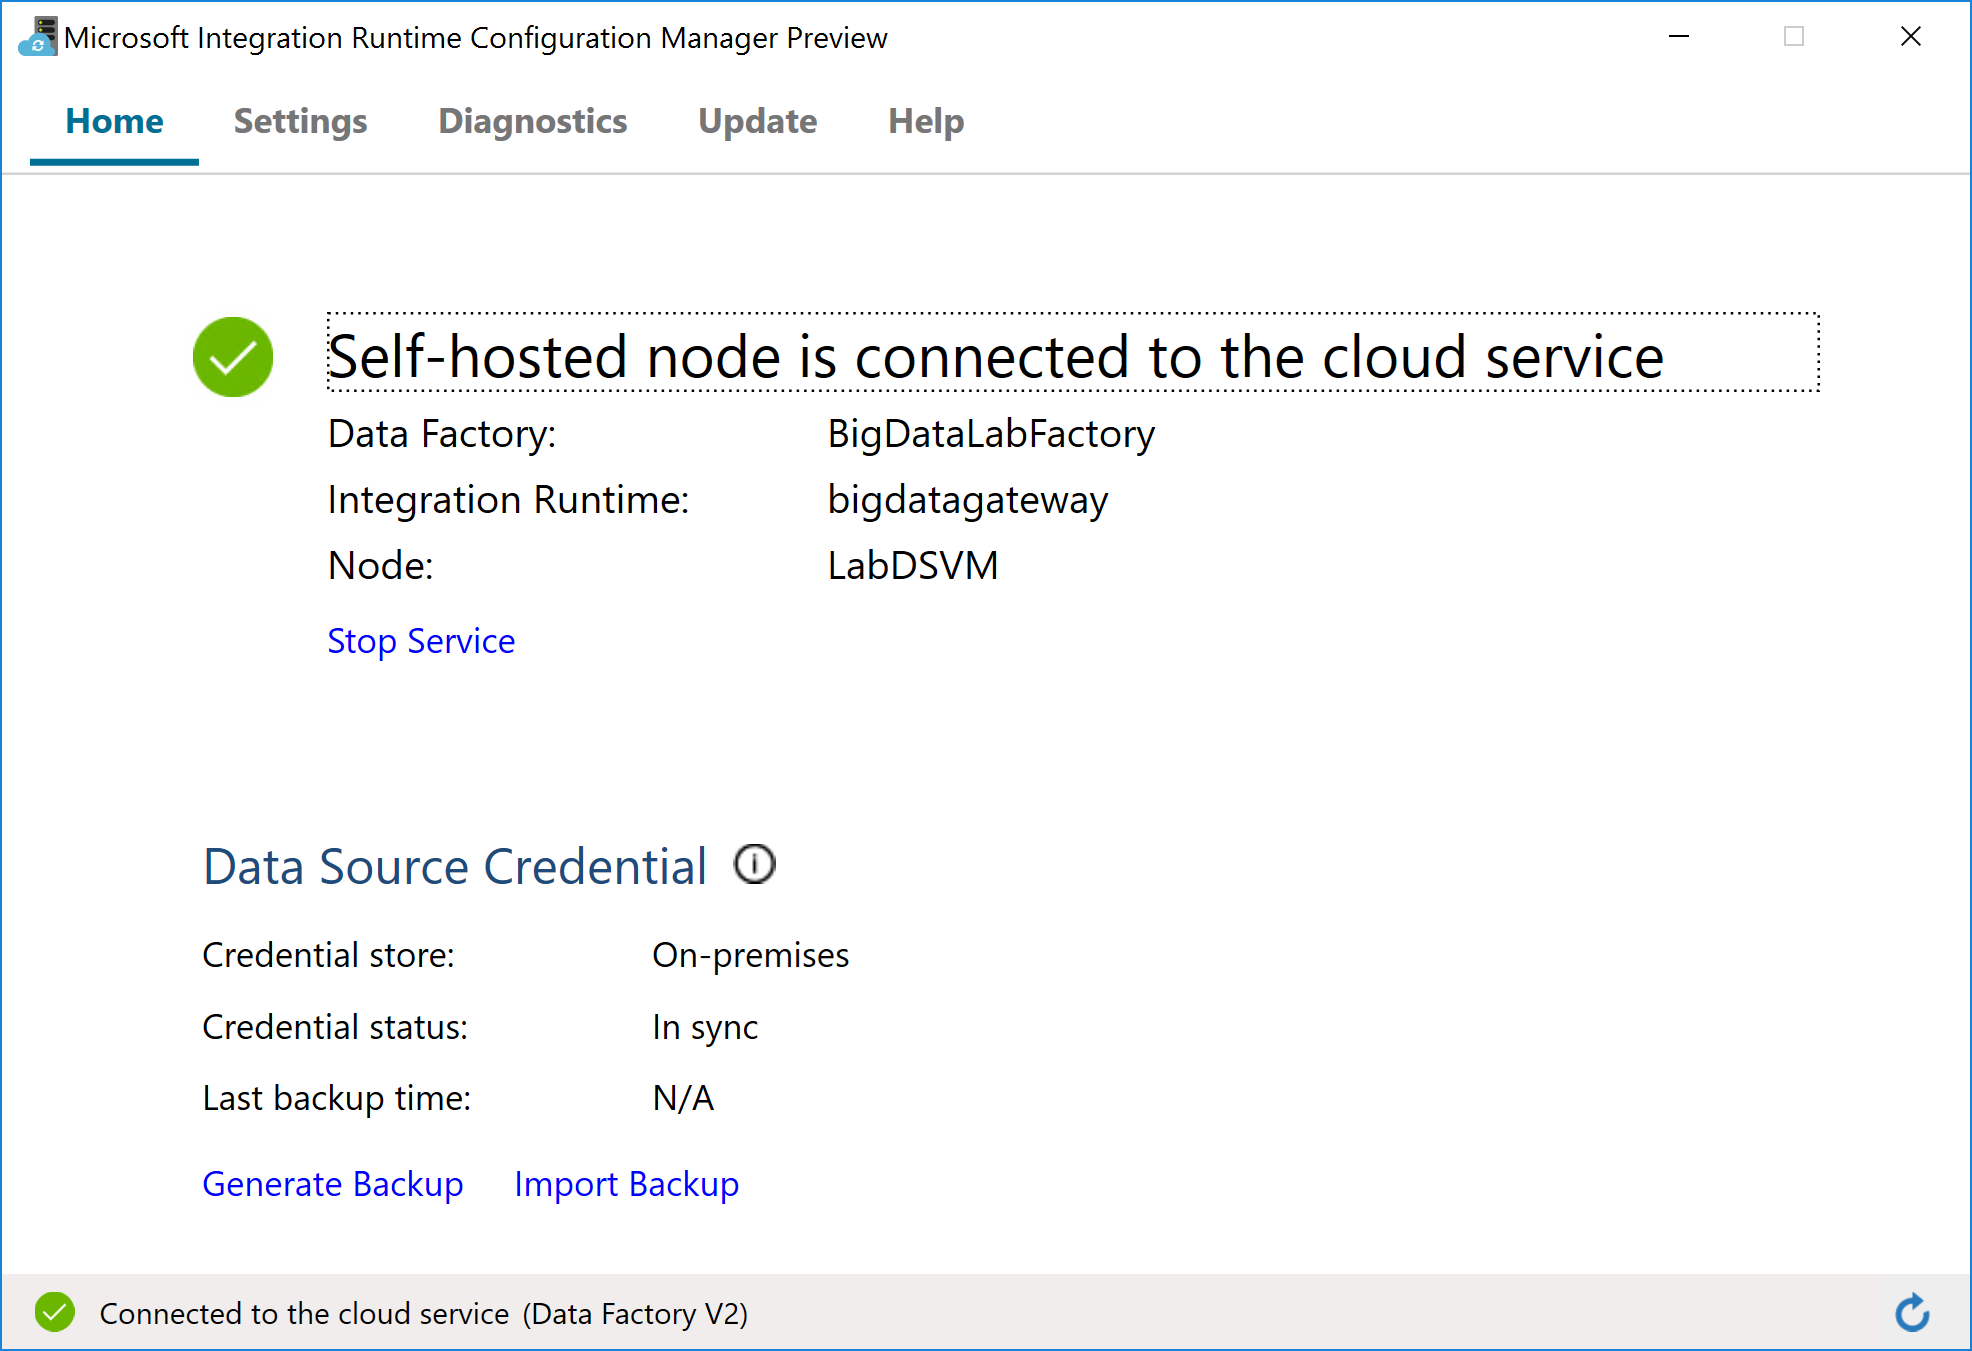 Microsoft Integration Runtime Configuration Manager Preview
Home Settings Diagnostics Update Help
Self-hosted node is connected to the cloud service
Data Factory: BigDataLabFactory
Integration Runtime: bigdatagateway
Node: LabDSVM
Stop Service
Data Source Credential
Credential store: On-premises
Credential status: In sync
Last backup time: N/A
Generate Backup Import Backup
Connected to the cloud service (Data Factory V2)